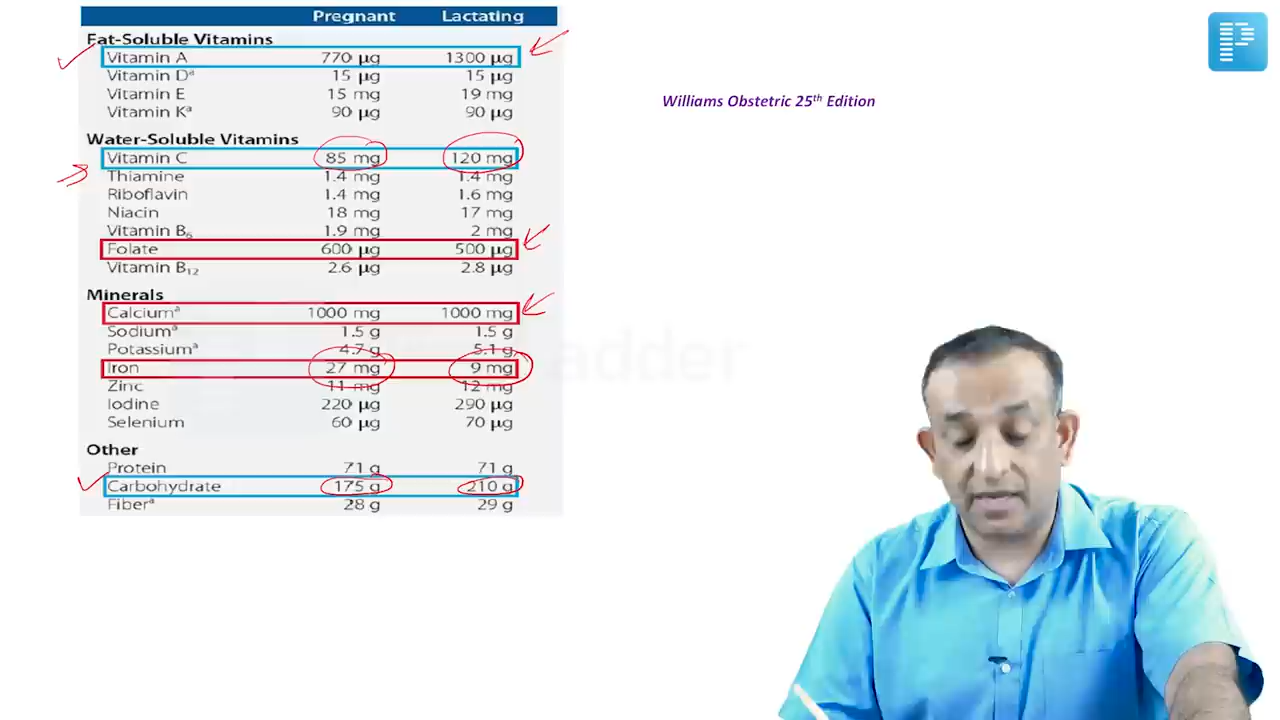 Pregnant Lactating
Fat-Soluble Vitamins
Vitamin A 770 µg 1300 µg
Vitamin Dᵃ 15 µg 15 µg
Vitamin E 15 mg 19 mg
Vitamin Kᵃ 90 µg 90 µg
Water-Soluble Vitamins
Vitamin C 85 mg 120 mg
Thiamine 1.4 mg 1.4 mg
Riboflavin 1.4 mg 1.6 mg
Niacin 18 mg 17 mg
Vitamin B₆ 1.9 mg 2 mg
Folate 600 µg 500 µg
Vitamin B₁₂ 2.6 µg 2.8 µg
Minerals
Calciumᵃ 1000 mg 1000 mg
Sodiumᵃ 1.5 g 1.5 g
Potassiumᵃ 4.7 g 5.1 g
Iron 27 mg 9 mg
Zinc 11 mg 12 mg
Iodine 220 µg 290 µg
Selenium 60 µg 70 µg
Other
Protein 71 g 71 g
Carbohydrate 175 g 210 g
Fiberᵃ 28 g 29 g
Williams Obstetric 25th Edition